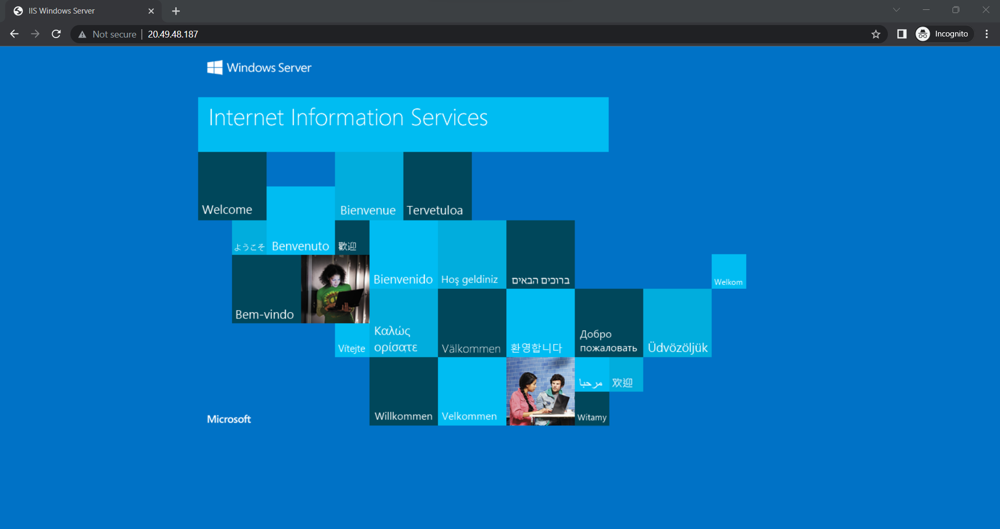 IIS Windows Server
Not secure
20.49.48.187
Incognito
Windows Server
Internet Information Services
Welcome
Bienvenue
Tervetuloa
ようこそ
Benvenuto
歡迎
Bienvenido
Hoş geldiniz
ברוכים הבאים
Welkom
Bem-vindo
Vítejte
Καλώς
ορίσατε
Välkommen
환영합니다
Добро
пожаловать
Üdvözöljük
مرحبا
欢迎
Willkommen
Velkommen
Witamy
Microsoft